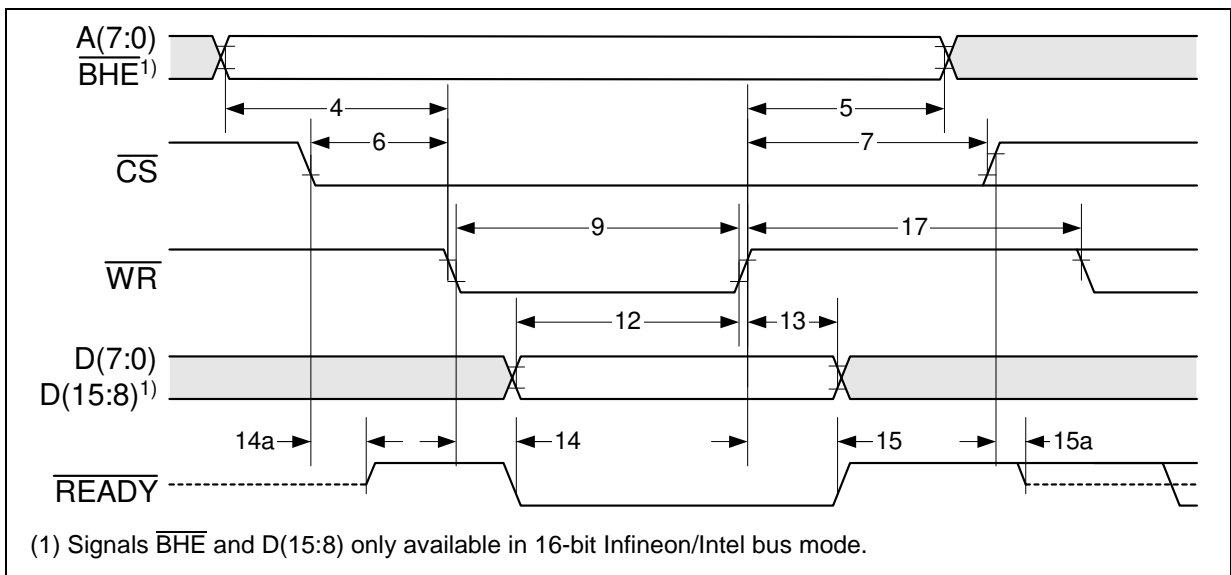 A(7:0)
BHE1)
4
5
6
7
CS
9
17
WR
12
13
D(7:0)
D(15:8)1)
14a
14
15
15a
READY
(1) Signals BHE and D(15:8) only available in 16-bit Infineon/Intel bus mode.